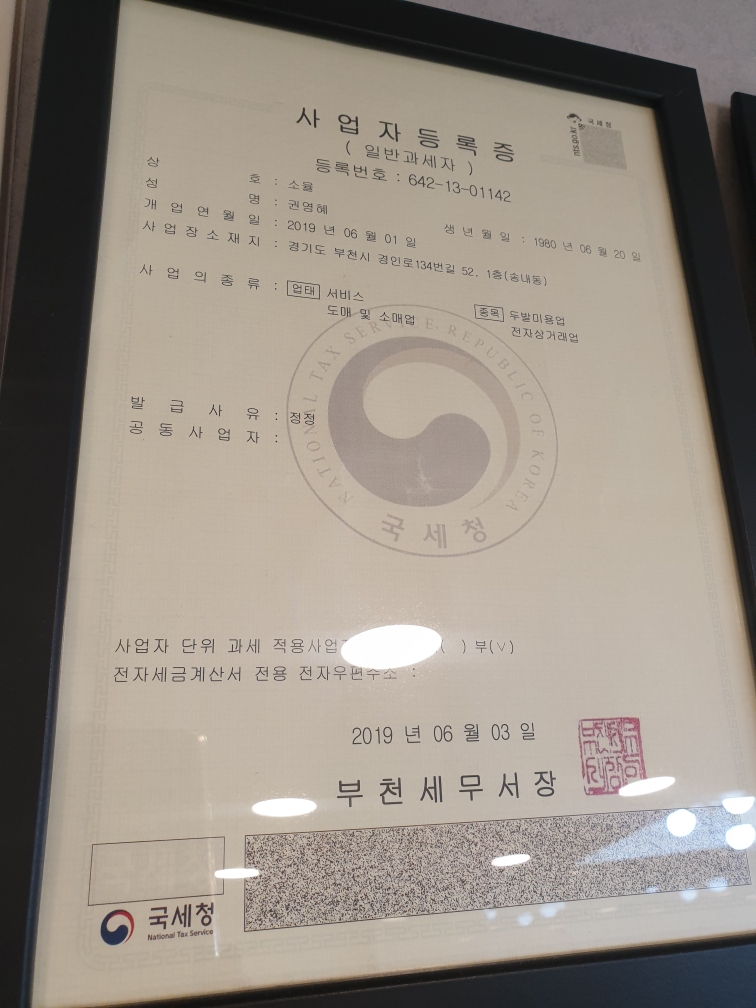 국세청
사업자등록증
( 일반과세자 )
등록번호 : 642-13-01142
상 호 : 소율
성 명 : 권영혜 생 년 월 일 : 1980 년 06 월 20 일
개 업 연 월 일 : 2019 년 06 월 01 일
사 업 장 소 재 지 : 경기도 부천시 경인로134번길 52, 1층(송내동)
사 업 의 종 류 : 업태 서비스 종목 두발미용업
도매 및 소매업 전자상거래업
NATIONAL TAX SERVICE. REPUBLIC OF KOREA
국세청
발 급 사 유 : 정정
공 동 사 업 자 :
사업자 단위 과세 적용사업 ( ) 부(∨)
전자세금계산서 전용 전자우편주소 :
2019 년 06 월 03 일
부천세무서장
국세청
National Tax Service